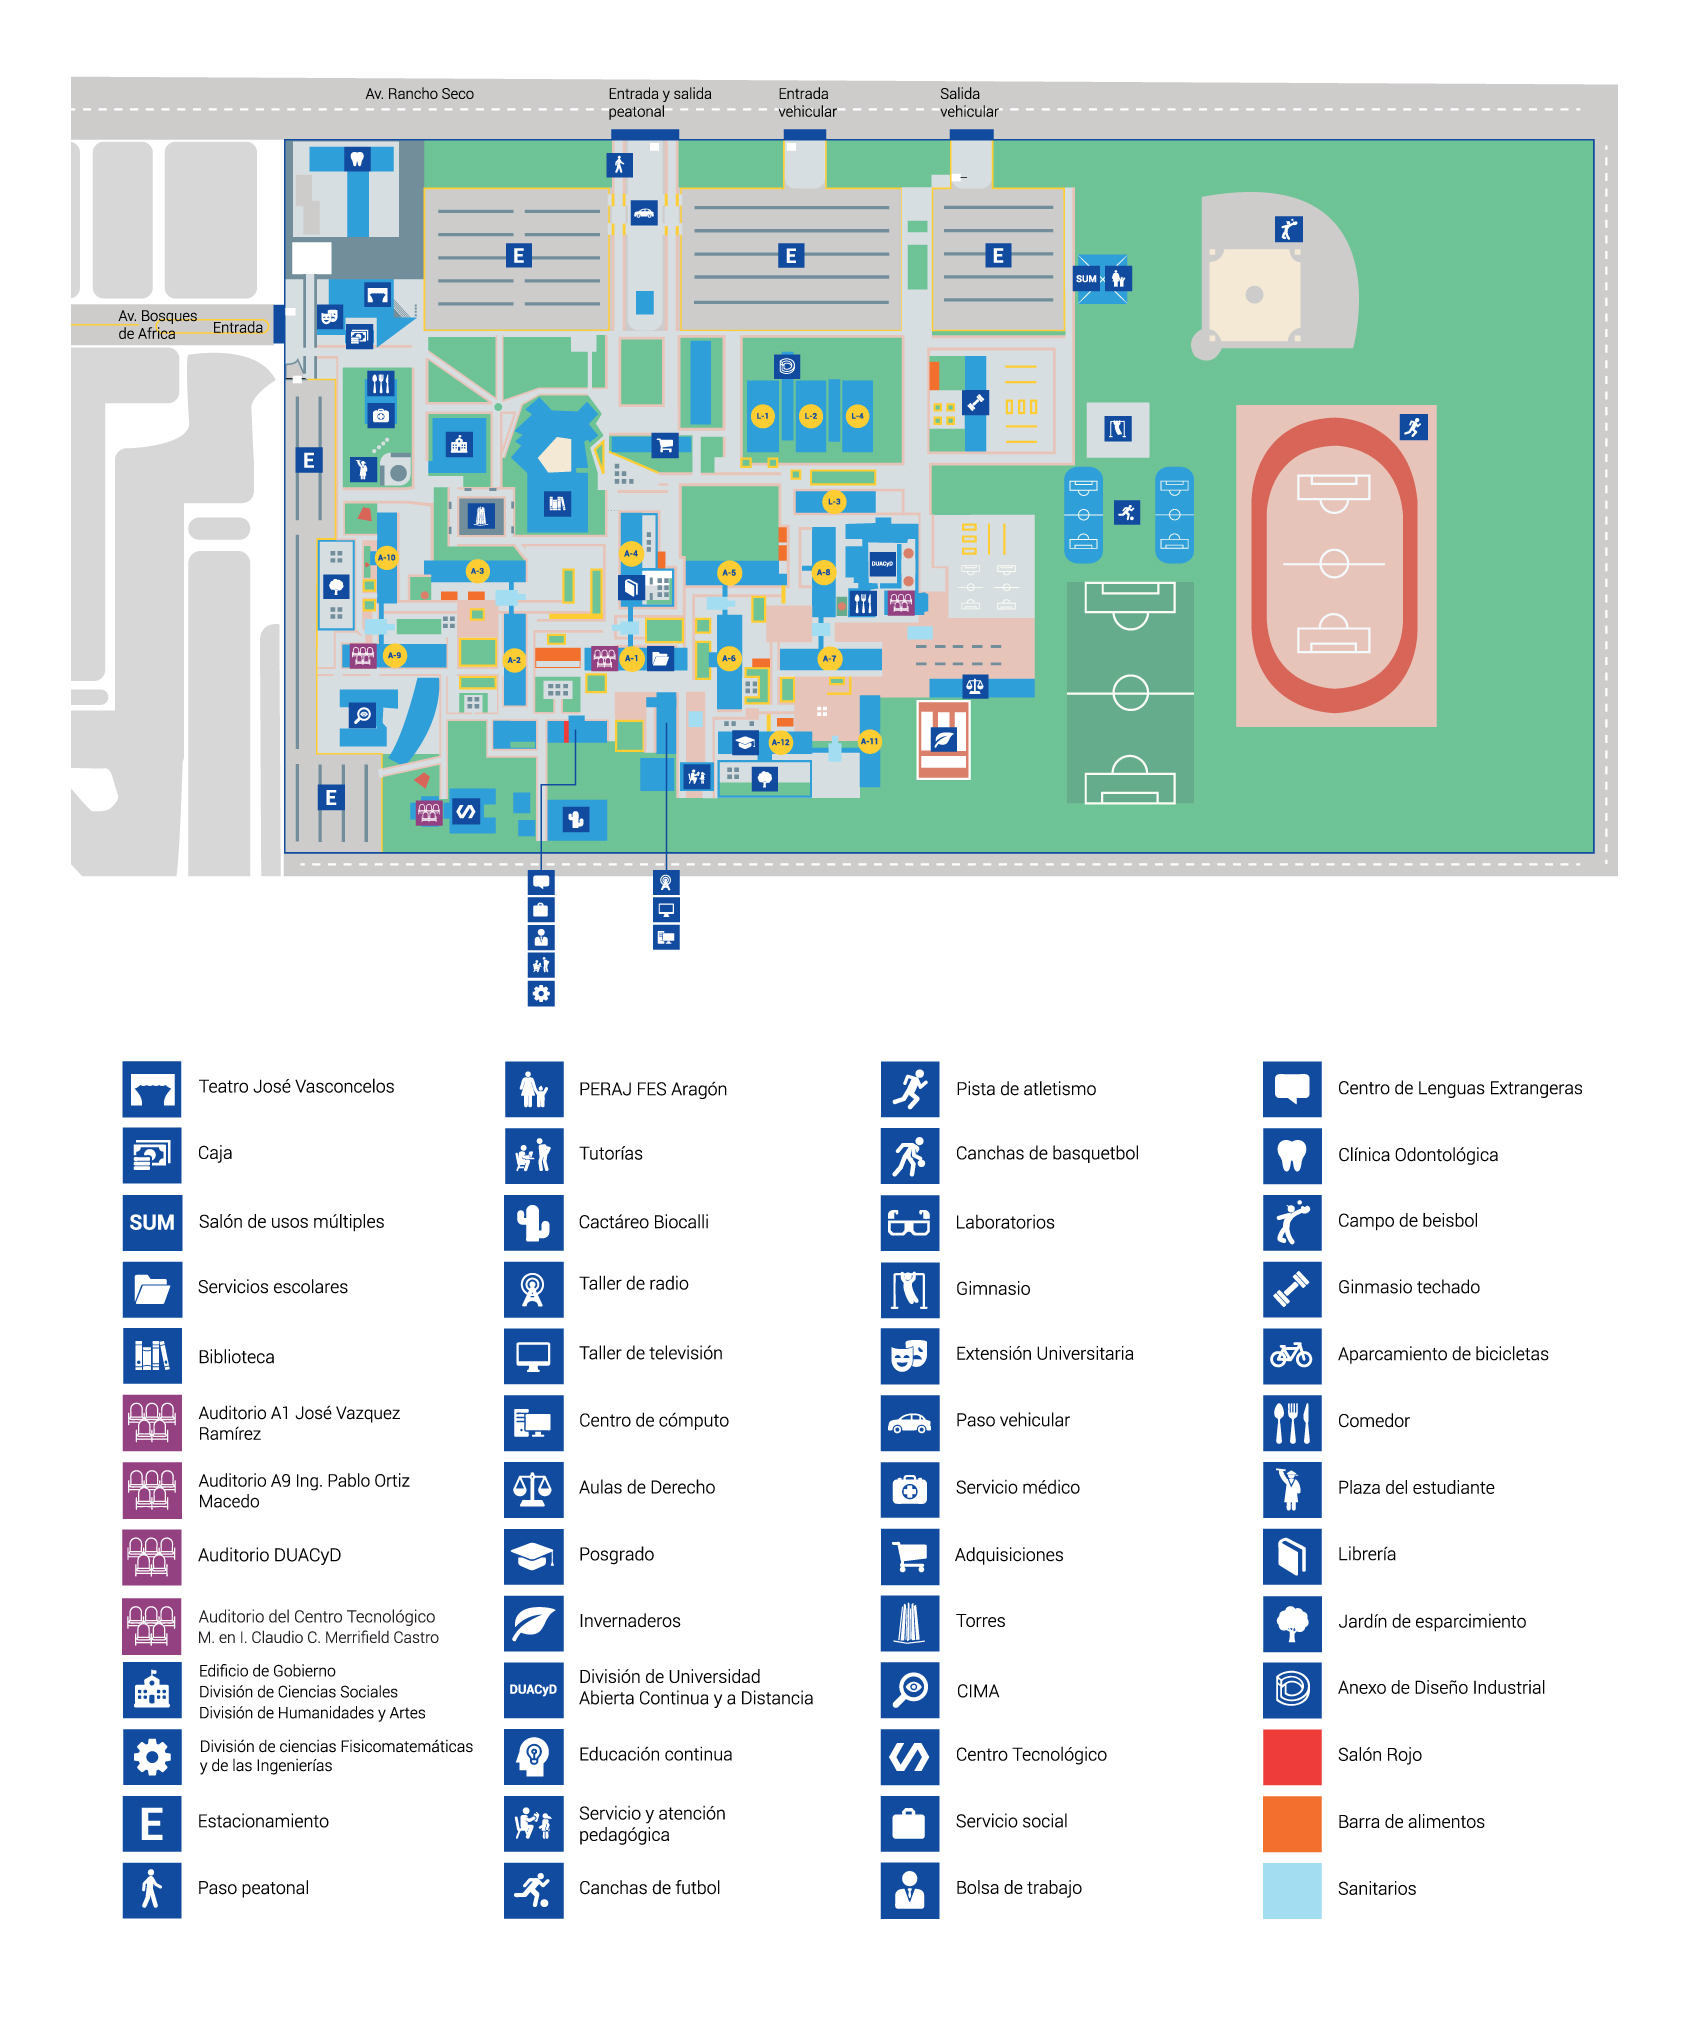 Av. Rancho Seco
Entrada y salida
peatonal
Entrada
vehicular
Salida
vehicular
E
E
E
SUM
Av. Bosques
de Africa
Entrada
L-1
L-2
L-4
E
L-3
A-10
A-3
A-4
A-5
A-8
DUACyD
A-9
A-2
A-1
A-6
A-7
A-12
A-11
E
Teatro José Vasconcelos
Caja
SUM
Salón de usos múltiples
Servicios escolares
Biblioteca
Auditorio A1 José Vazquez
Ramírez
Auditorio A9 Ing. Pablo Ortiz
Macedo
Auditorio DUACyD
Auditorio del Centro Tecnológico
M. en I. Claudio C. Merrifield Castro
Edificio de Gobierno
División de Ciencias Sociales
División de Humanidades y Artes
División de ciencias Fisicomatemáticas
y de las Ingenierías
E
Estacionamiento
Paso peatonal
PERAJ FES Aragón
Tutorías
Cactáreo Biocalli
Taller de radio
Taller de televisión
Centro de cómputo
Aulas de Derecho
Posgrado
Invernaderos
DUACyD
División de Universidad
Abierta Continua y a Distancia
Educación continua
Servicio y atención
pedagógica
Canchas de futbol
Pista de atletismo
Canchas de basquetbol
Laboratorios
Gimnasio
Extensión Universitaria
Paso vehicular
Servicio médico
Adquisiciones
Torres
CIMA
Centro Tecnológico
Servicio social
Bolsa de trabajo
Centro de Lenguas Extrangeras
Clínica Odontológica
Campo de beisbol
Ginmasio techado
Aparcamiento de bicicletas
Comedor
Plaza del estudiante
Librería
Jardín de esparcimiento
Anexo de Diseño Industrial
Salón Rojo
Barra de alimentos
Sanitarios